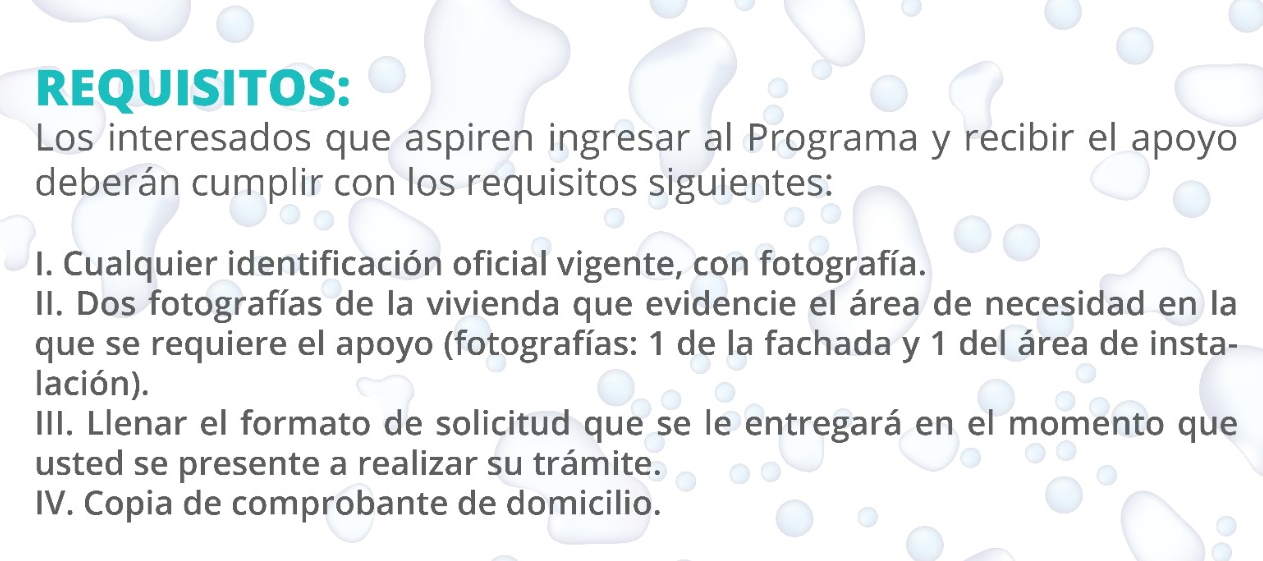 REQUISITOS:
Los interesados que aspiren ingresar al Programa y recibir el apoyo
deberán cumplir con los requisitos siguientes:
I. Cualquier identificación oficial vigente, con fotografía.
II. Dos fotografías de la vivienda que evidencie el área de necesidad en la
que se requiere el apoyo (fotografías: 1 de la fachada y 1 del área de insta-
lación).
III. Llenar el formato de solicitud que se le entregará en el momento que
usted se presente a realizar su trámite.
IV. Copia de comprobante de domicilio.